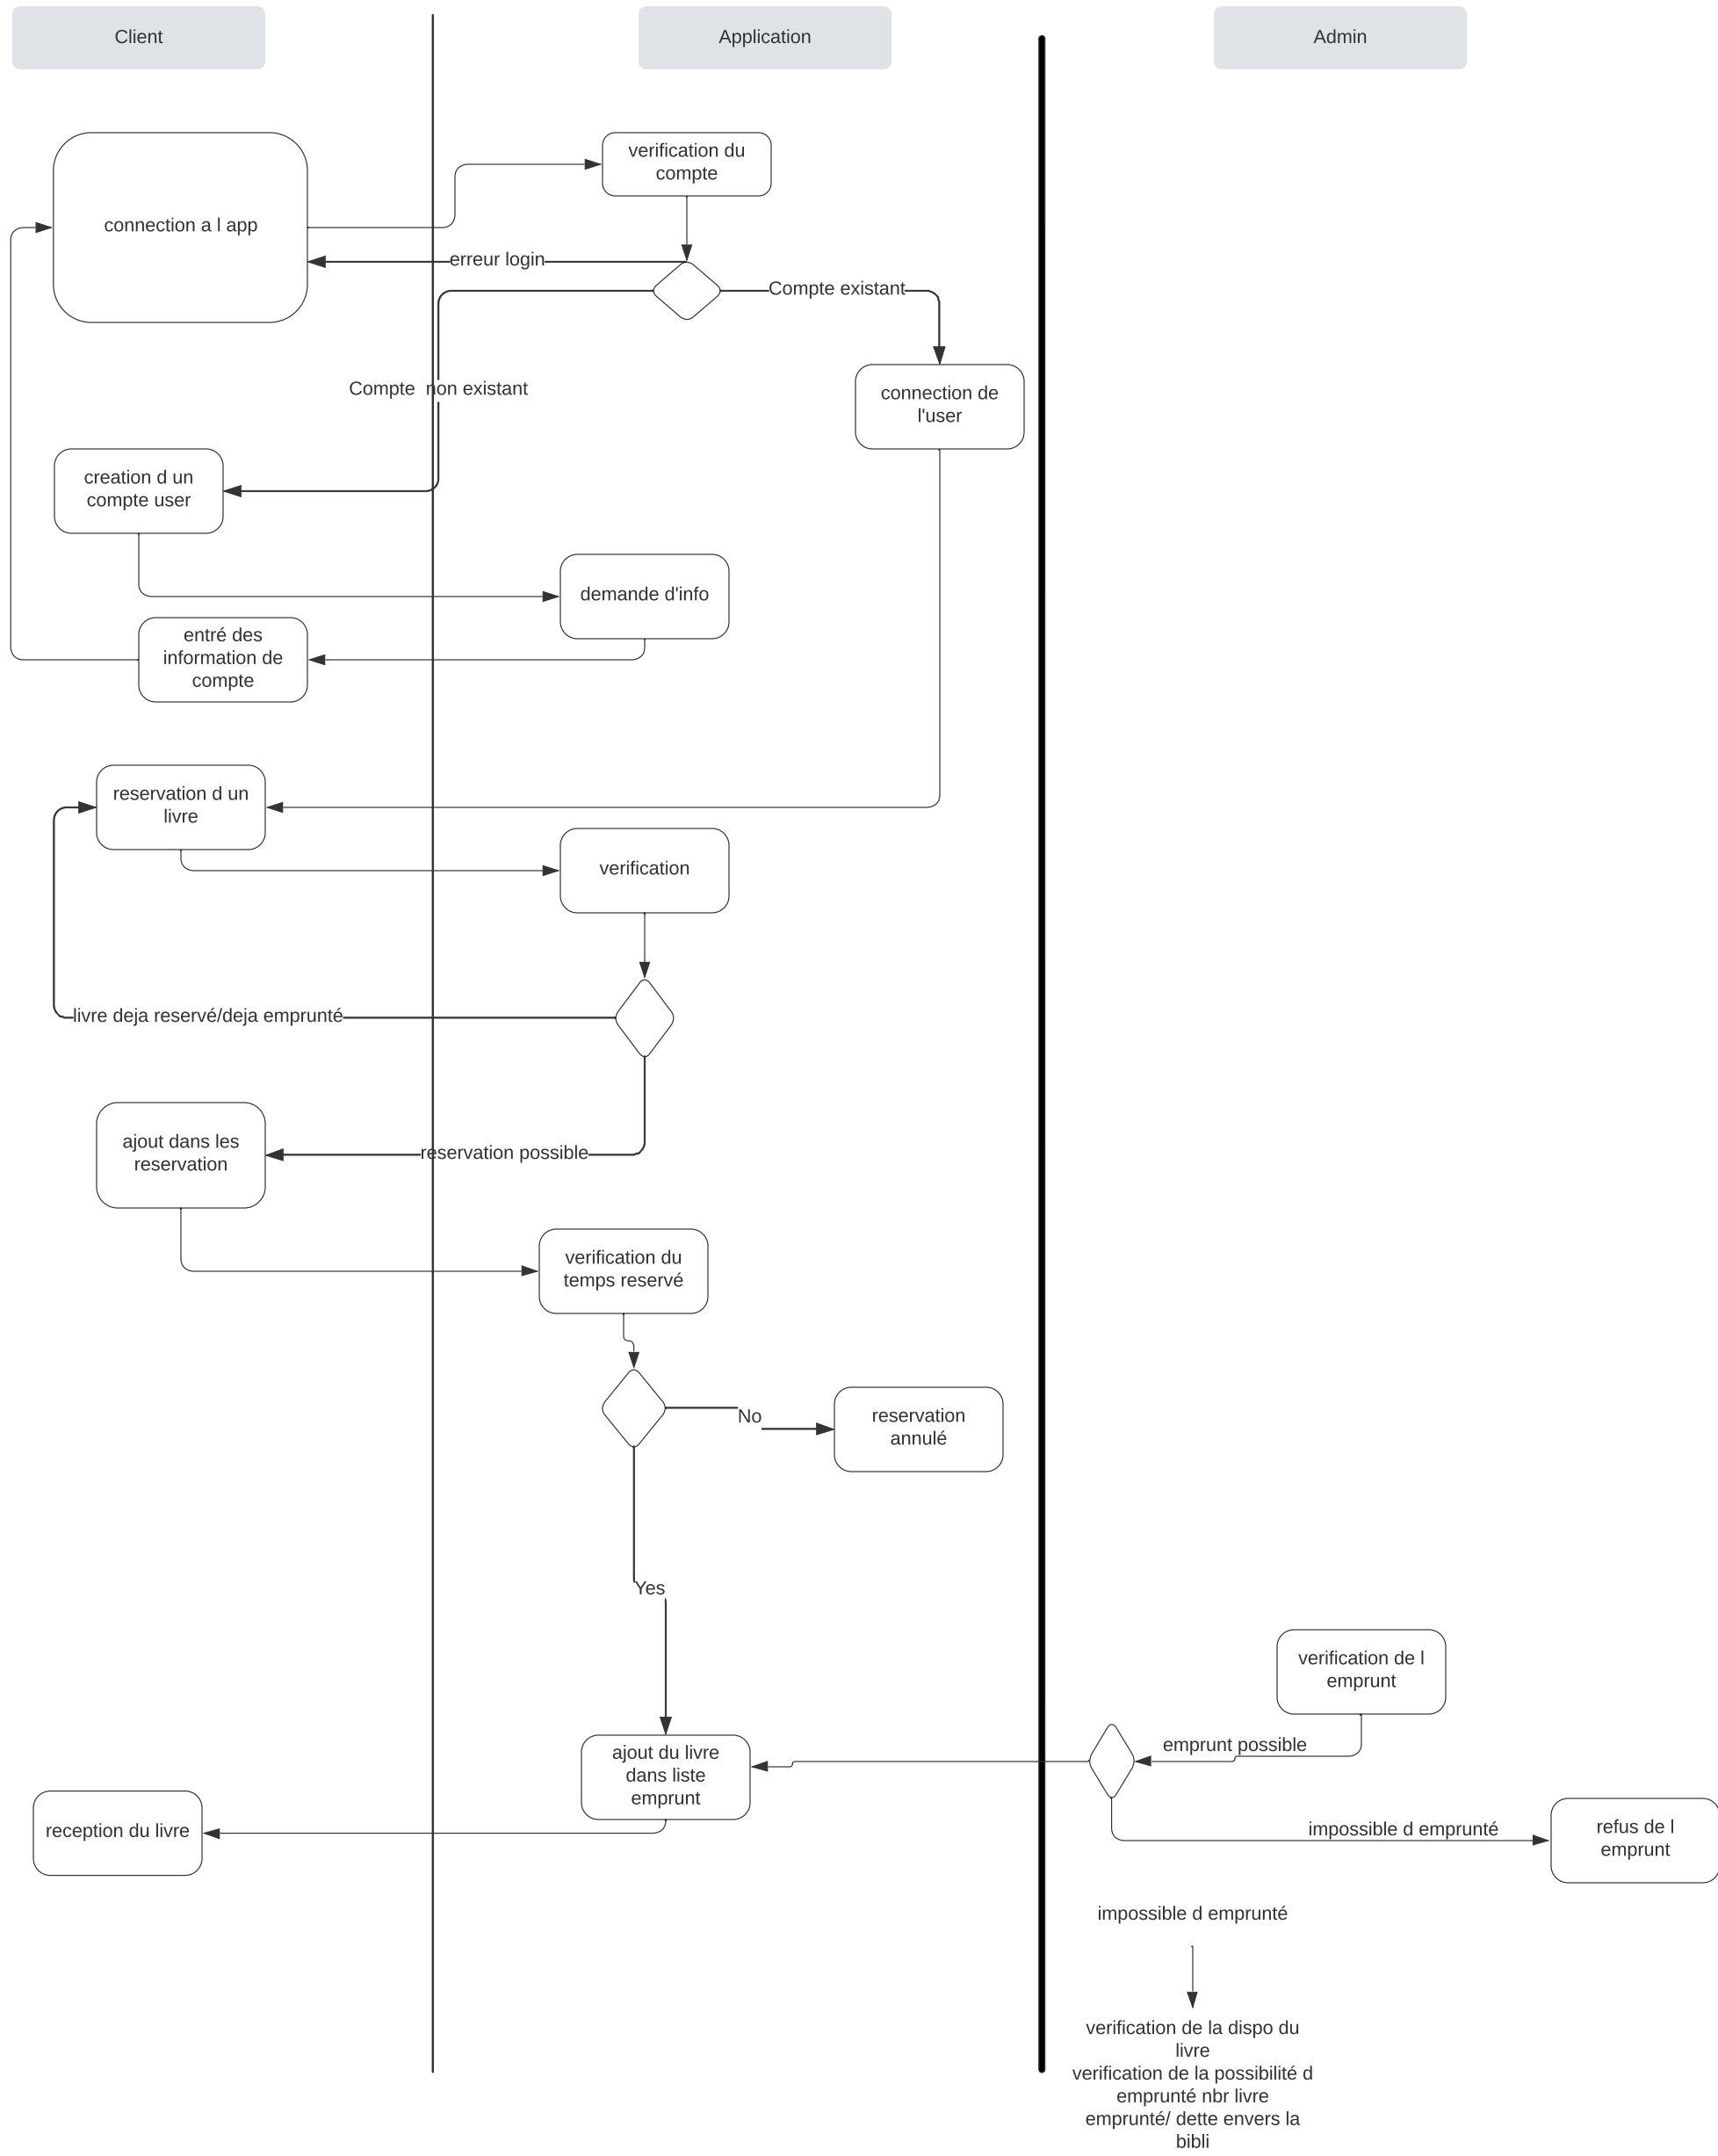 Client
Application
Admin
verification du
compte
connection a l app
erreur login
Compte existant
Compte  non existant
connection de
l'user
creation d un
compte user
demande d'info
entré des
information de
compte
reservation d un
livre
verification
livre deja reservé/deja emprunté
ajout dans les
reservation
reservation possible
verification du
temps reservé
No
reservation
annulé
Yes
verification de l
emprunt
emprunt possible
ajout du livre
dans liste
emprunt
reception du livre
impossible d emprunté
refus de l
emprunt
impossible d emprunté
verification de la dispo du
livre
verification de la possibilité d
emprunté nbr livre
emprunté/ dette envers la
bibli